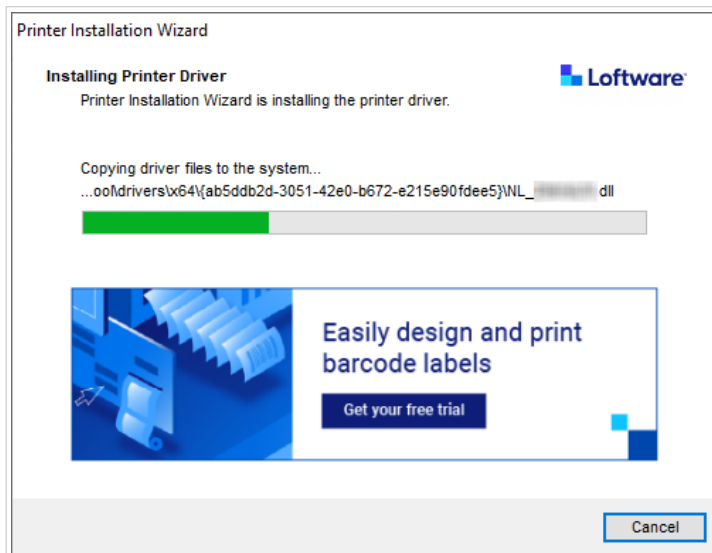 Printer Installation Wizard
Installing Printer Driver
Loftware
Printer Installation Wizard is installing the printer driver.
Copying driver files to the system...
...ool\drivers\x64\{ab5ddb2d-3051-42e0-b672-e215e90fdee5}\NL_ dll
Easily design and print
barcode labels
Get your free trial
Cancel